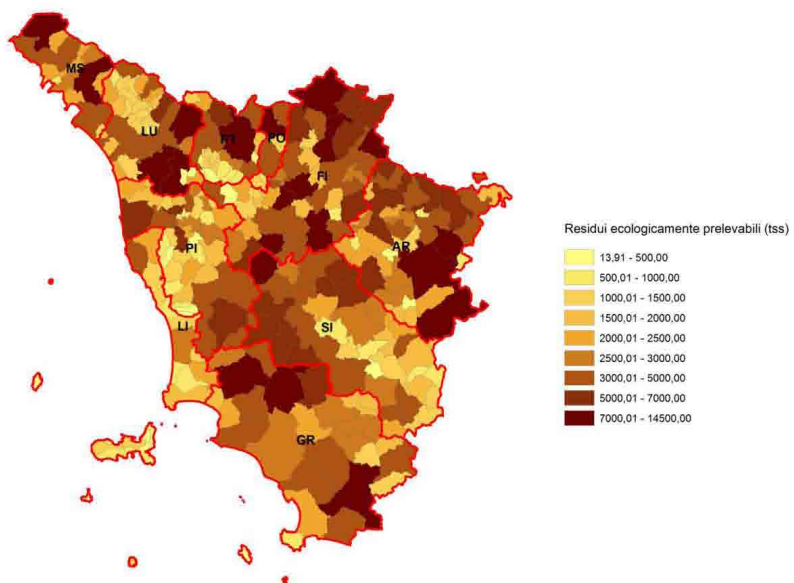 MS
LU
PT
PO
FI
PI
AR
LI
SI
GR
Residui ecologicamente prelevabili (tss)
13,91 - 500,00
500,01 - 1000,00
1000,01 - 1500,00
1500,01 - 2000,00
2000,01 - 2500,00
2500,01 - 3000,00
3000,01 - 5000,00
5000,01 - 7000,00
7000,01 - 14500,00